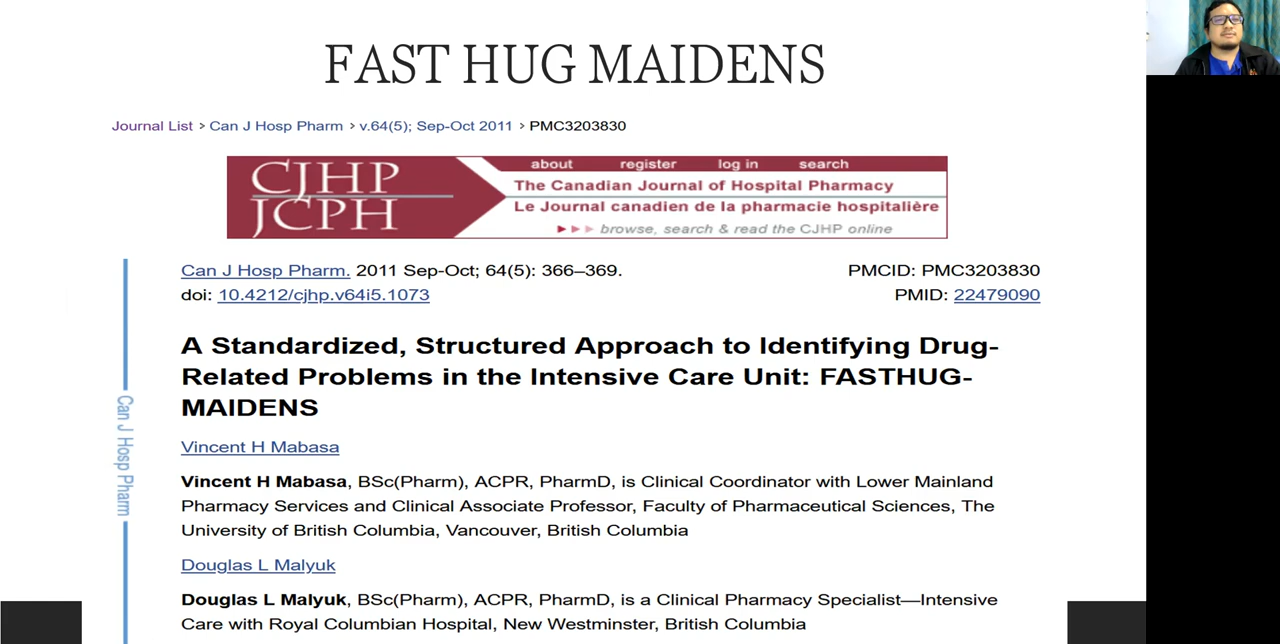 FAST HUG MAIDENS
Journal List > Can J Hosp Pharm > v.64(5); Sep-Oct 2011 > PMC3203830
CJHP
JCPH
about register log in search
The Canadian Journal of Hospital Pharmacy
Le Journal canadien de la pharmacie hospitalière
browse, search & read the CJHP online
Can J Hosp Pharm. 2011 Sep-Oct; 64(5): 366–369.
PMCID: PMC3203830
doi: 10.4212/cjhp.v64i5.1073
PMID: 22479090
A Standardized, Structured Approach to Identifying Drug-
Related Problems in the Intensive Care Unit: FASTHUG-
MAIDENS
Can J Hosp Pharm
Vincent H Mabasa
Vincent H Mabasa, BSc(Pharm), ACPR, PharmD, is Clinical Coordinator with Lower Mainland
Pharmacy Services and Clinical Associate Professor, Faculty of Pharmaceutical Sciences, The
University of British Columbia, Vancouver, British Columbia
Douglas L Malyuk
Douglas L Malyuk, BSc(Pharm), ACPR, PharmD, is a Clinical Pharmacy Specialist—Intensive
Care with Royal Columbian Hospital, New Westminster, British Columbia